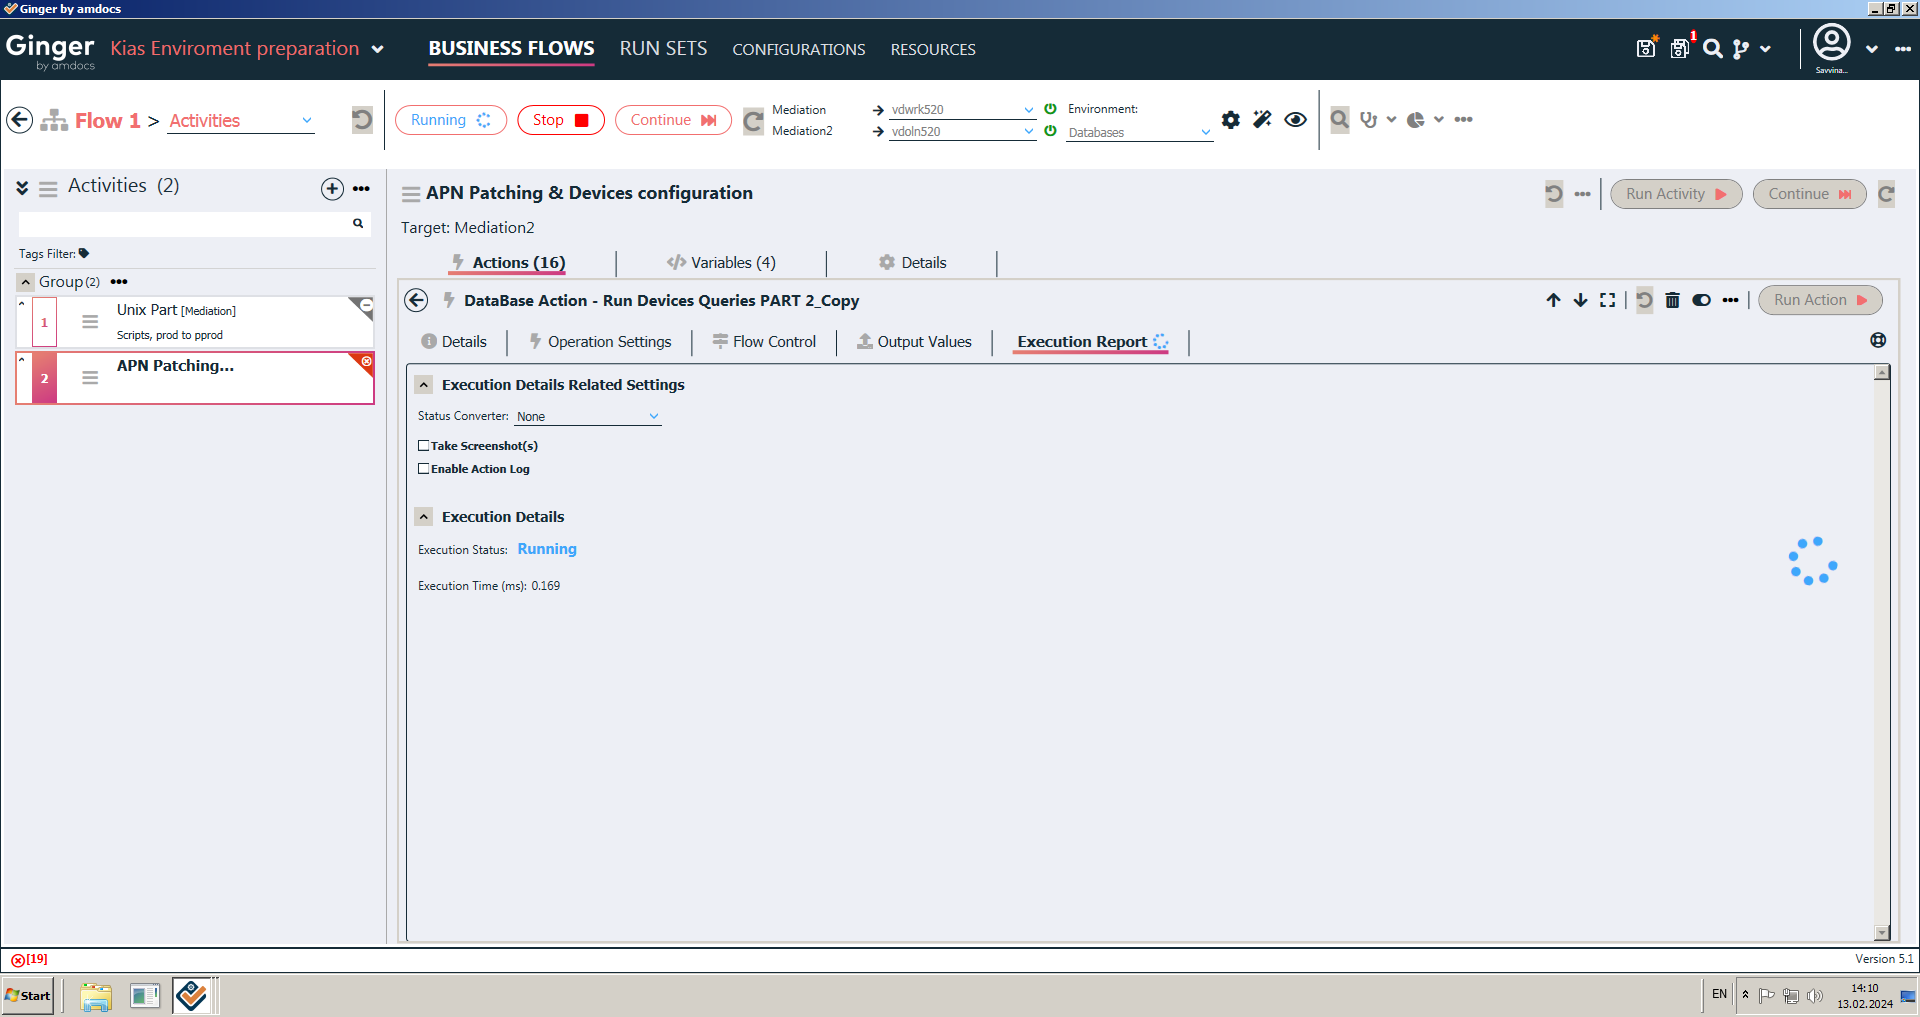 Ginger by amdocs
Ginger
by amdocs
Kias Enviroment preparation
BUSINESS FLOWS
RUN SETS
CONFIGURATIONS
RESOURCES
1
Savvina...
Flow 1 > Activities
Running
Stop
Continue
Mediation
vdwrk520
Mediation2
vdoln520
Environment:
Databases
Activities (2)
Tags Filter:
Group(2)
1
Unix Part [Mediation]
Scripts, prod to pprod
2
APN Patching...
APN Patching & Devices configuration
Run Activity
Continue
Target: Mediation2
Actions (16)
Variables (4)
Details
DataBase Action - Run Devices Queries PART 2_Copy
Run Action
Details
Operation Settings
Flow Control
Output Values
Execution Report
Execution Details Related Settings
Status Converter: None
Take Screenshot(s)
Enable Action Log
Execution Details
Execution Status: Running
Execution Time (ms): 0.169
[19]
Version 5.1
Start
EN
14:10
13.02.2024